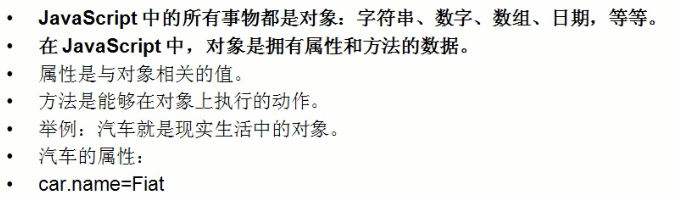 • JavaScript 中的所有事物都是对象：字符串、数字、数组、日期，等等。
• 在 JavaScript 中，对象是拥有属性和方法的数据。
• 属性是与对象相关的值。
• 方法是能够在对象上执行的动作。
• 举例：汽车就是现实生活中的对象。
• 汽车的属性：
• car.name=Fiat